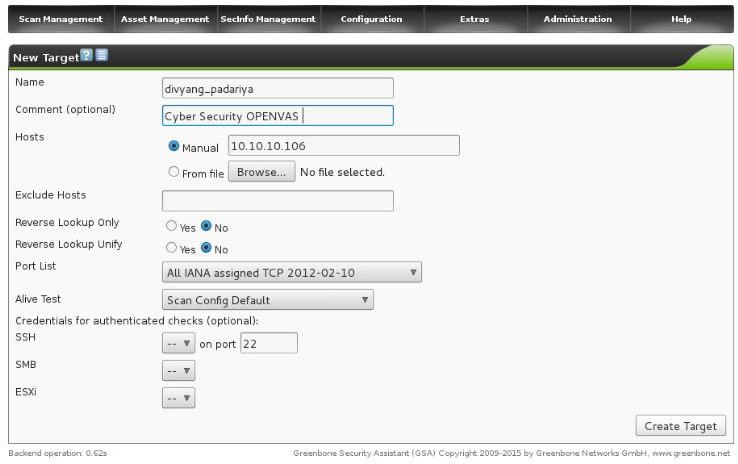 Scan Management Asset Management SecInfo Management Configuration Extras Administration Help
New Target ?
Name divyang_padariya
Comment (optional) Cyber Security OPENVAS
Hosts
Manual 10.10.10.106
From file Browse... No file selected.
Exclude Hosts
Reverse Lookup Only Yes No
Reverse Lookup Unify Yes No
Port List All IANA assigned TCP 2012-02-10
Alive Test Scan Config Default
Credentials for authenticated checks (optional):
SSH -- on port 22
SMB --
ESXi --
Create Target
Backend operation: 0.62s Greenbone Security Assistant (GSA) Copyright 2009-2015 by Greenbone Networks GmbH, www.greenbone.net